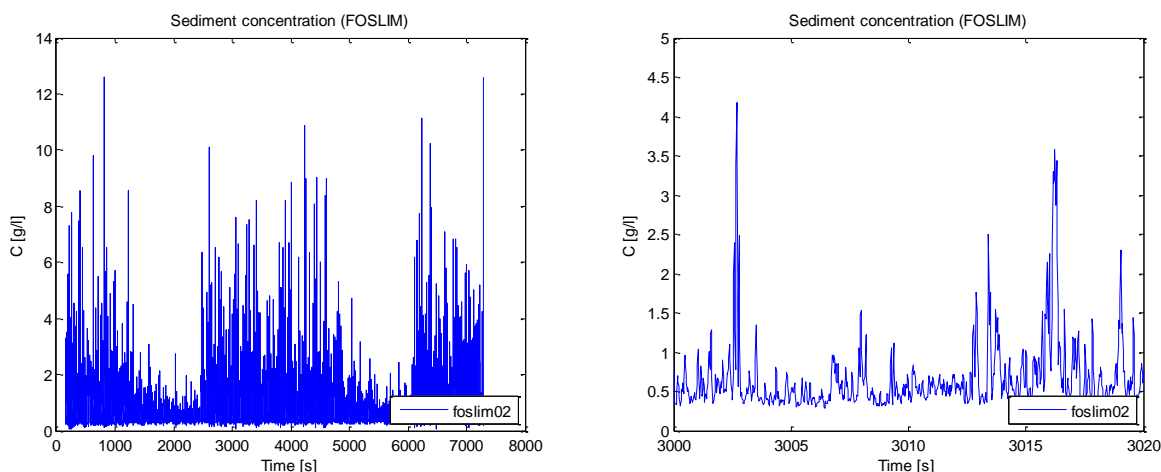 Sediment concentration (FOSLIM)
14
12
10
8
6
4
2
0
C [g/l]
0 1000 2000 3000 4000 5000 6000 7000 8000
Time [s]
foslim02
Sediment concentration (FOSLIM)
5
4.5
4
3.5
3
2.5
2
1.5
1
0.5
0
C [g/l]
3000 3005 3010 3015 3020
Time [s]
foslim02